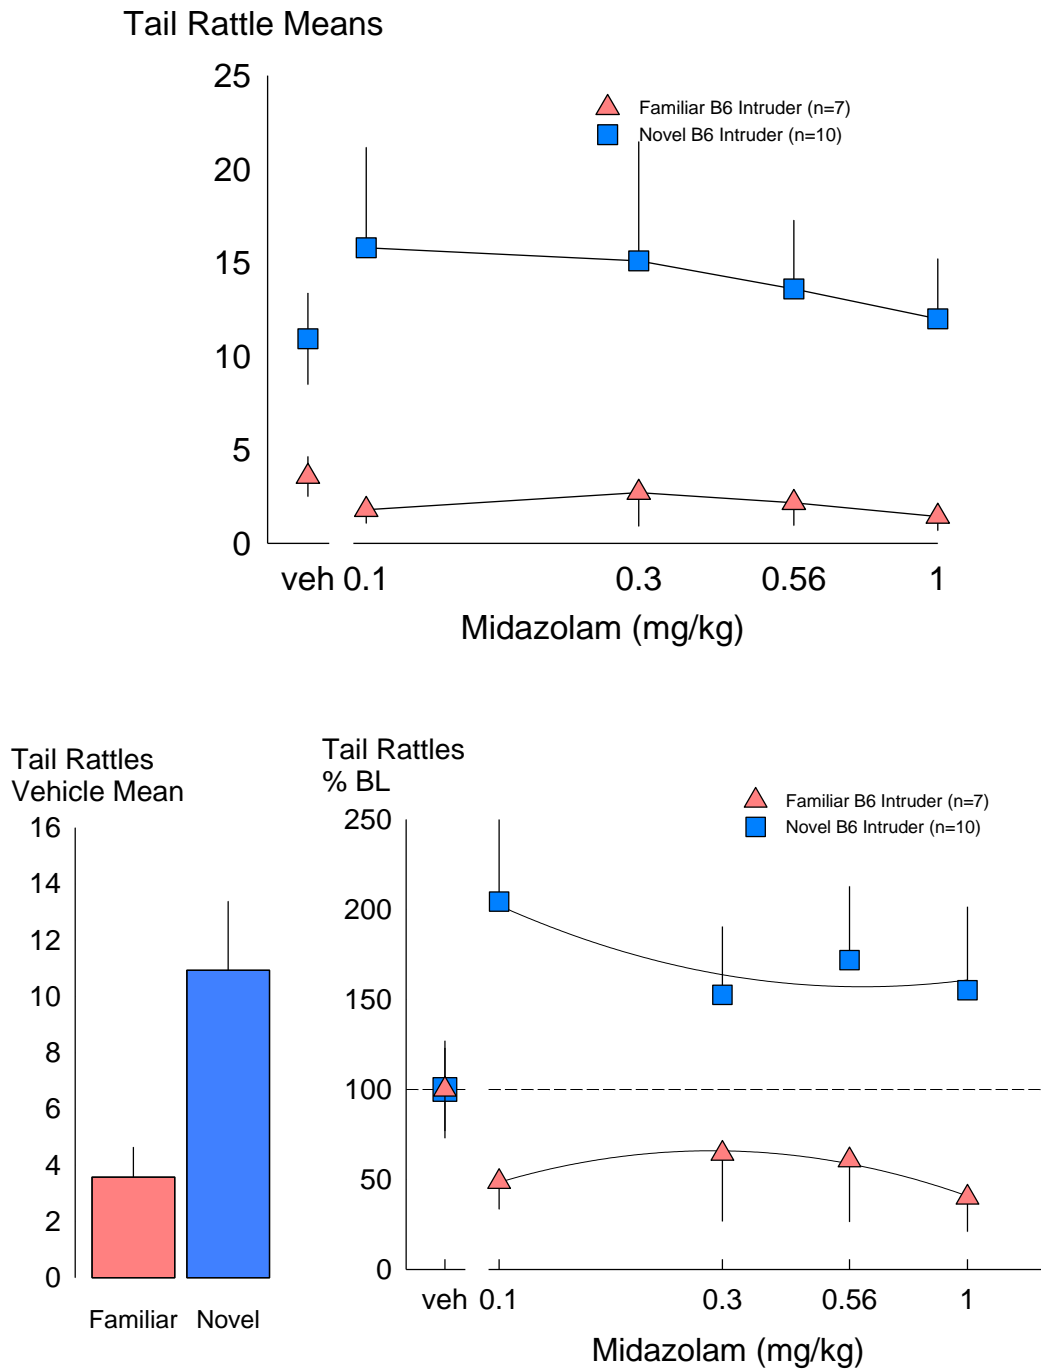 Tail Rattle Means
25
20
15
10
5
0
Familiar B6 Intruder (n=7)
Novel B6 Intruder (n=10)
veh 0.1 0.3 0.56 1
Midazolam (mg/kg)
Tail Rattles
Vehicle Mean
16
14
12
10
8
6
4
2
0
Familiar Novel
Tail Rattles
% BL
250
200
150
100
50
0
Familiar B6 Intruder (n=7)
Novel B6 Intruder (n=10)
veh 0.1 0.3 0.56 1
Midazolam (mg/kg)